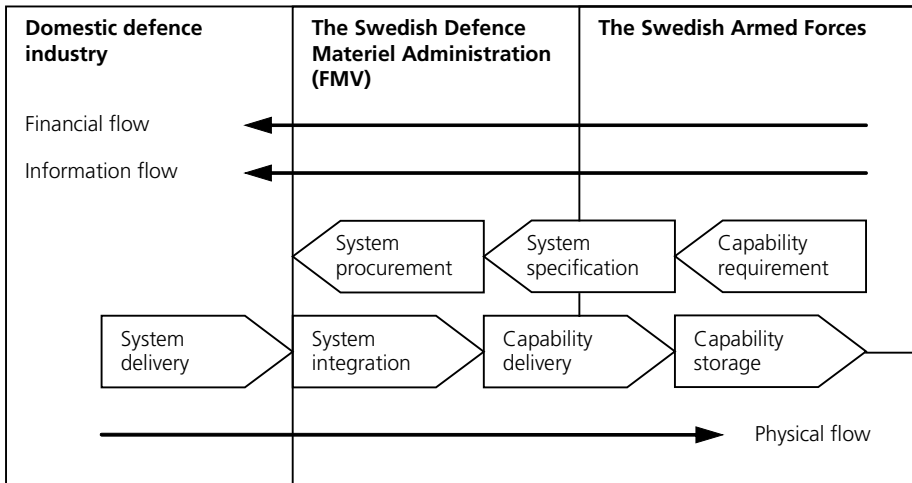 Domestic defence
industry
The Swedish Defence
Materiel Administration
(FMV)
The Swedish Armed Forces
Financial flow
Information flow
System
procurement
System
specification
Capability
requirement
System
delivery
System
integration
Capability
delivery
Capability
storage
Physical flow